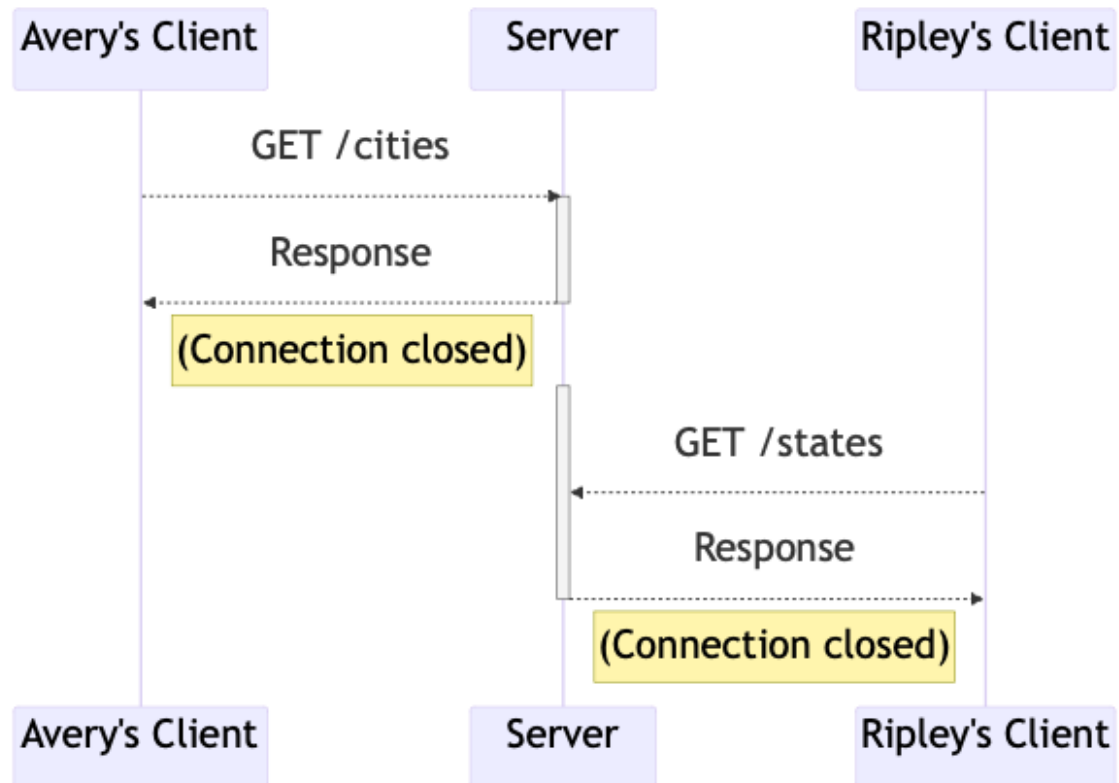 Avery's Client
Server
Ripley's Client
GET /cities
Response
(Connection closed)
GET /states
Response
(Connection closed)
Avery's Client
Server
Ripley's Client